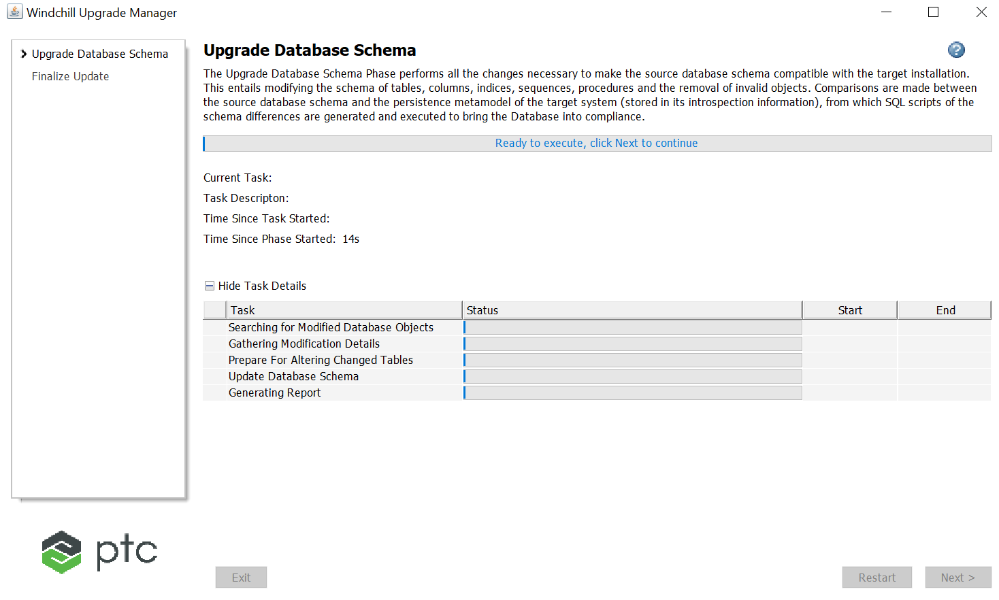 Windchill Upgrade Manager
Upgrade Database Schema
Finalize Update
Upgrade Database Schema
?
The Upgrade Database Schema Phase performs all the changes necessary to make the source database schema compatible with the target installation.
This entails modifying the schema of tables, columns, indices, sequences, procedures and the removal of invalid objects. Comparisons are made between
the source database schema and the persistence metamodel of the target system (stored in its introspection information), from which SQL scripts of the
schema differences are generated and executed to bring the Database into compliance.
Ready to execute, click Next to continue
Current Task:
Task Descripton:
Time Since Task Started:
Time Since Phase Started: 14s
Hide Task Details
Task Status Start End
Searching for Modified Database Objects
Gathering Modification Details
Prepare For Altering Changed Tables
Update Database Schema
Generating Report
ptc
Exit Restart Next >